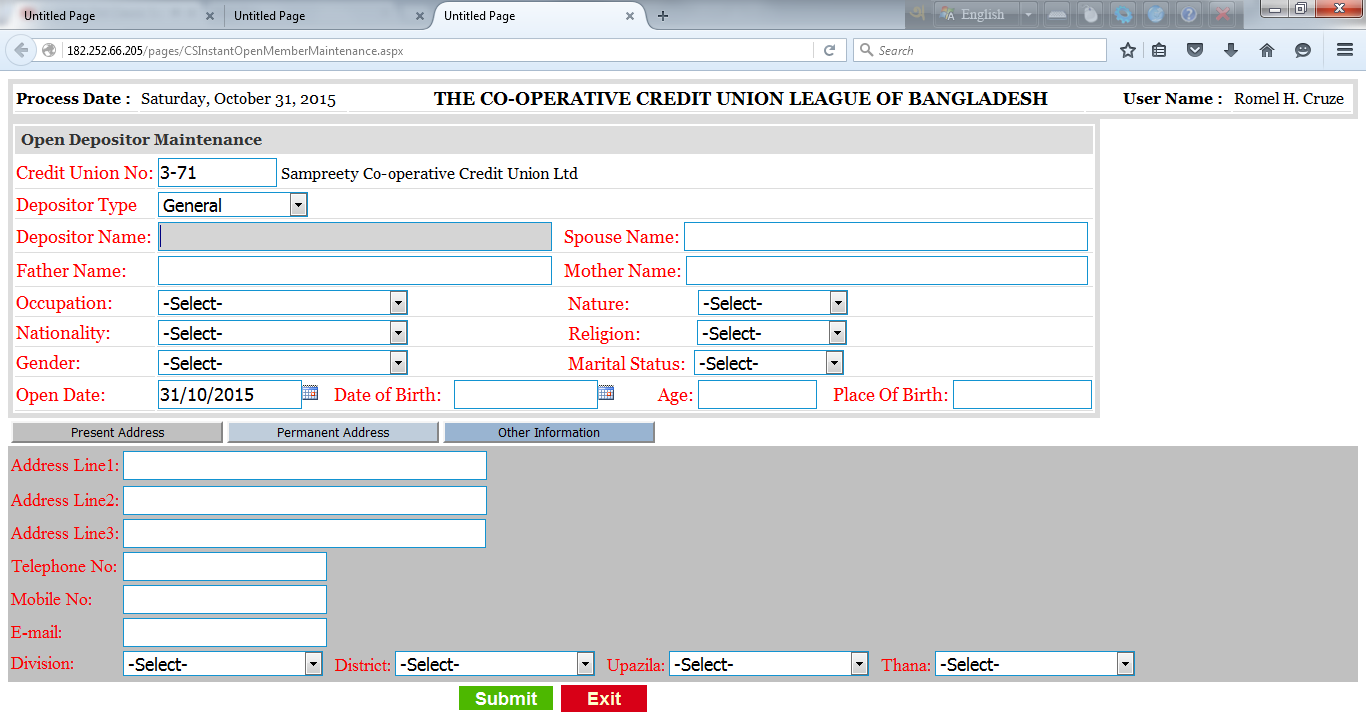 Untitled Page Untitled Page Untitled Page English
182.252.66.205/pages/CSInstantOpenMemberMaintenance.aspx Search
Process Date : Saturday, October 31, 2015 THE CO-OPERATIVE CREDIT UNION LEAGUE OF BANGLADESH User Name : Romel H. Cruze
Open Depositor Maintenance
Credit Union No: 3-71 Sampreety Co-operative Credit Union Ltd
Depositor Type General
Depositor Name: Spouse Name:
Father Name: Mother Name:
Occupation: -Select- Nature: -Select-
Nationality: -Select- Religion: -Select-
Gender: -Select- Marital Status: -Select-
Open Date: 31/10/2015 Date of Birth: Age: Place Of Birth:
Present Address Permanent Address Other Information
Address Line1:
Address Line2:
Address Line3:
Telephone No:
Mobile No:
E-mail:
Division: -Select- District: -Select- Upazila: -Select- Thana: -Select-
Submit Exit